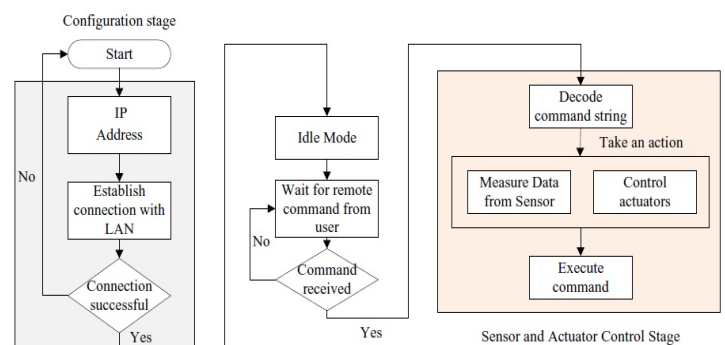 Configuration stage
Start
IP
Address
No
Establish
connection with
LAN
Connection
successful
Yes
Idle Mode
Wait for remote
command from
user
No
Command
received
Yes
Decode
command string
Take an action
Measure Data
from Sensor
Control
actuators
Execute
command
Sensor and Actuator Control Stage